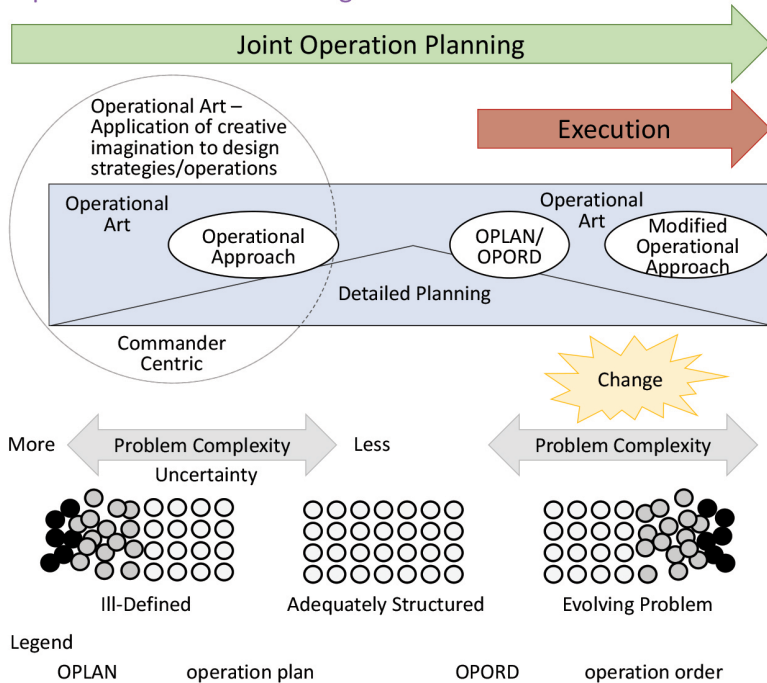 Joint Operation Planning
Operational Art –
Application of creative
imagination to design
strategies/operations
Execution
Operational
Art
Operational
Approach
OPLAN/
OPORD
Operational
Art
Modified
Operational
Approach
Detailed Planning
Commander
Centric
Change
More
Problem Complexity
Less
Problem Complexity
Uncertainty
Ill-Defined
Adequately Structured
Evolving Problem
Legend
OPLAN operation plan OPORD operation order